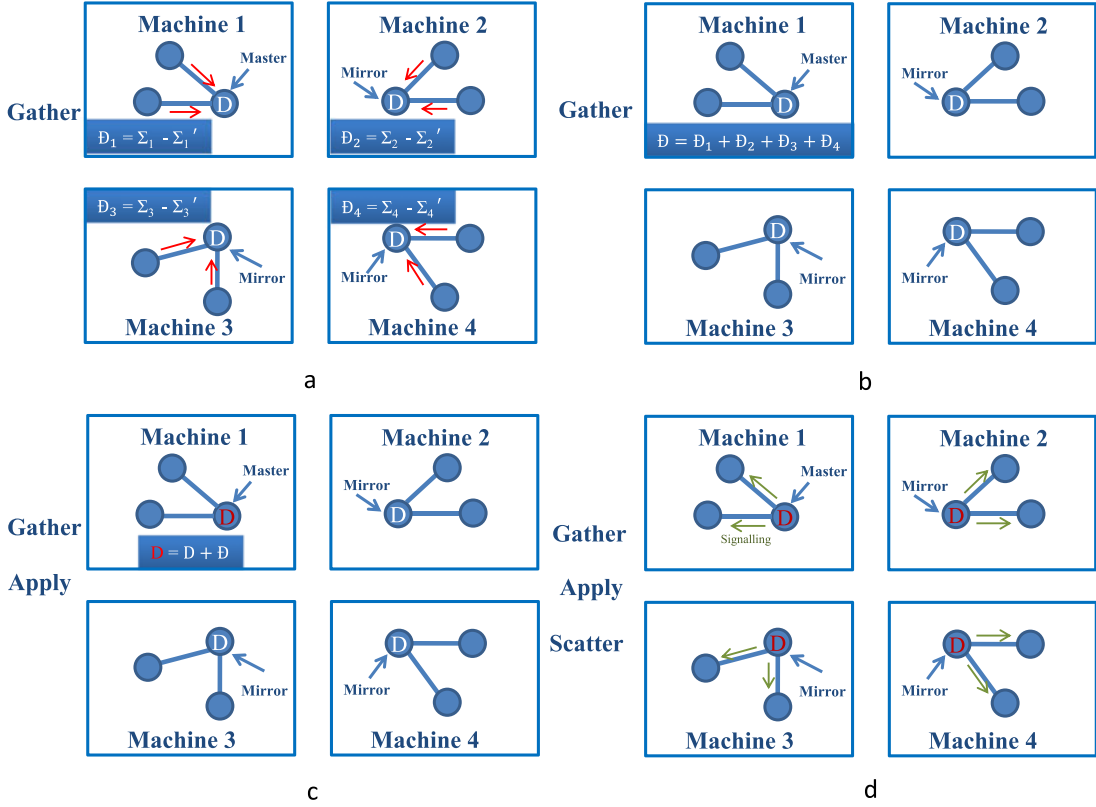 Machine 1
Master
D
Gather
Đ₁ = Σ₁ - Σ₁′
Machine 2
Mirror
D
Đ₂ = Σ₂ - Σ₂′
Đ₃ = Σ₃ - Σ₃′
D
Mirror
Machine 3
Đ₄ = Σ₄ - Σ₄′
D
Mirror
Machine 4
a
Machine 1
Master
D
Gather
Đ = Đ₁ + Đ₂ + Đ₃ + Đ₄
Machine 2
Mirror
D
D
Mirror
Machine 3
D
Mirror
Machine 4
b
Machine 1
Master
D
Gather
D = D + Đ
Apply
Machine 2
Mirror
D
D
Mirror
Machine 3
D
Mirror
Machine 4
c
Machine 1
Master
D
Gather
Signalling
Apply
Scatter
Machine 2
Mirror
D
D
Mirror
Machine 3
D
Mirror
Machine 4
d